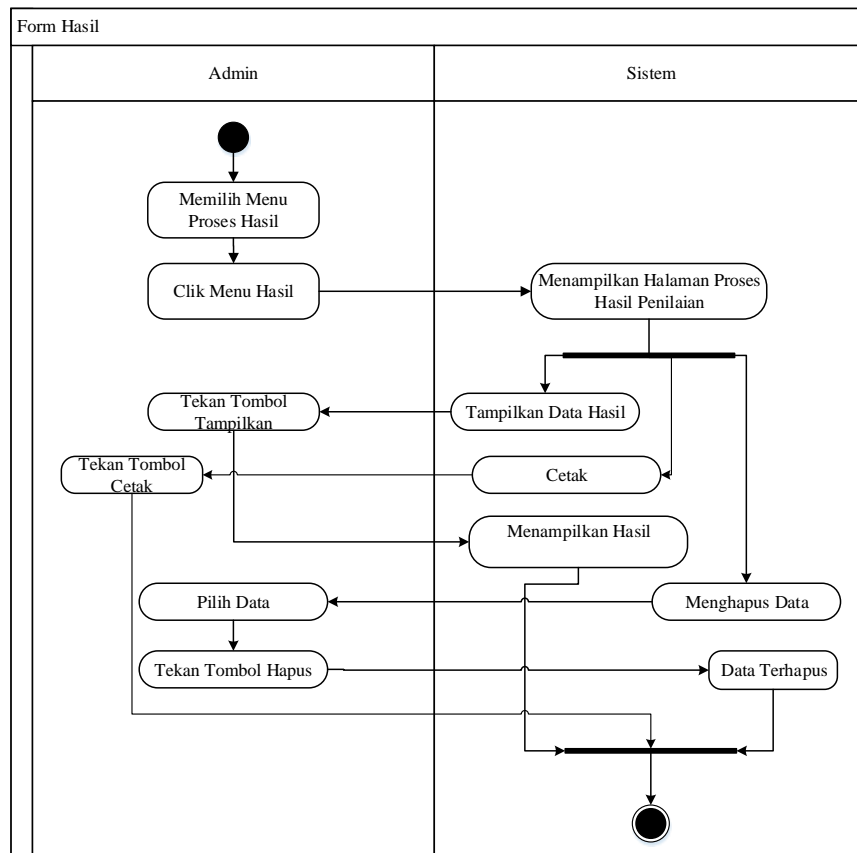 Form Hasil
Admin
Sistem
Memilih Menu
Proses Hasil
Clik Menu Hasil
Menampilkan Halaman Proses
Hasil Penilaian
Tekan Tombol
Tampilkan
Tampilkan Data Hasil
Tekan Tombol
Cetak
Cetak
Menampilkan Hasil
Pilih Data
Menghapus Data
Tekan Tombol Hapus
Data Terhapus